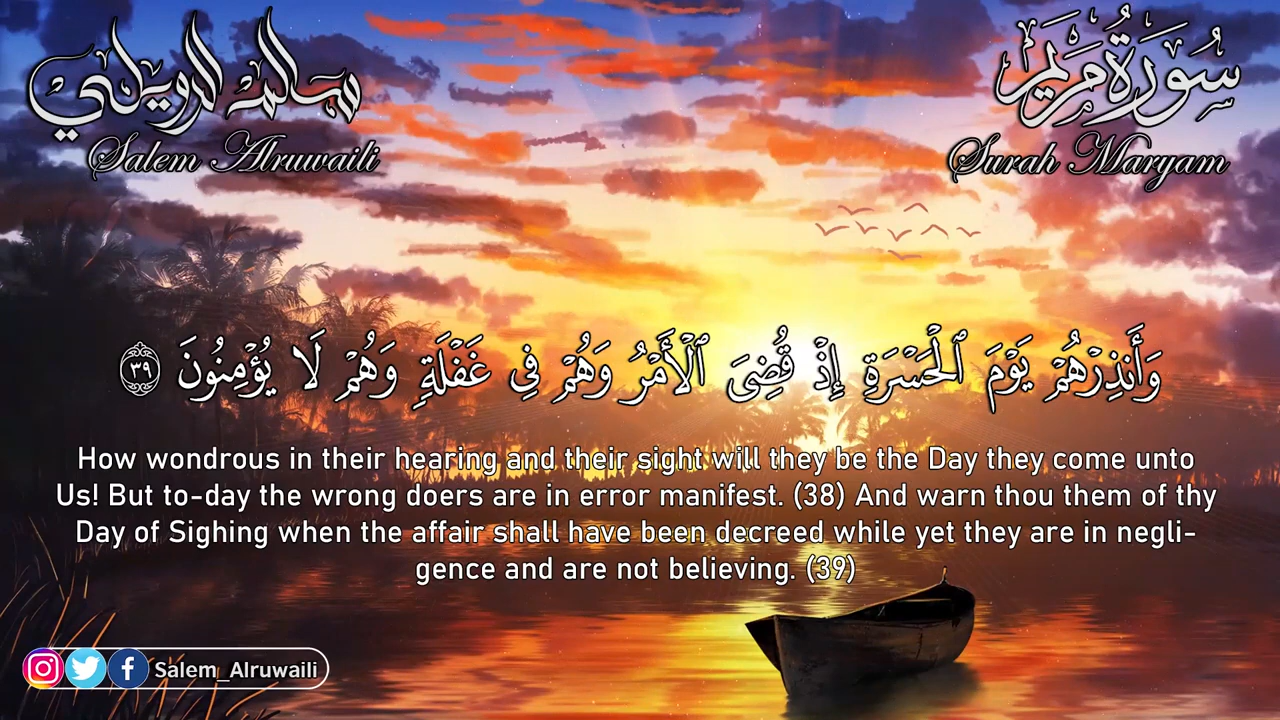 سالم الرويلي
Salem Alruwaili
سورة مريم
Surah Maryam
وَأَنذِرْهُمْ يَوْمَ ٱلْحَسْرَةِ إِذْ قُضِىَ ٱلْأَمْرُ وَهُمْ فِى غَفْلَةٍ وَهُمْ لَا يُؤْمِنُونَ ٣٩
How wondrous in their hearing and their sight will they be the Day they come unto
Us! But to-day the wrong doers are in error manifest. (38) And warn thou them of thy
Day of Sighing when the affair shall have been decreed while yet they are in negli-
gence and are not believing. (39)
Salem_Alruwaili